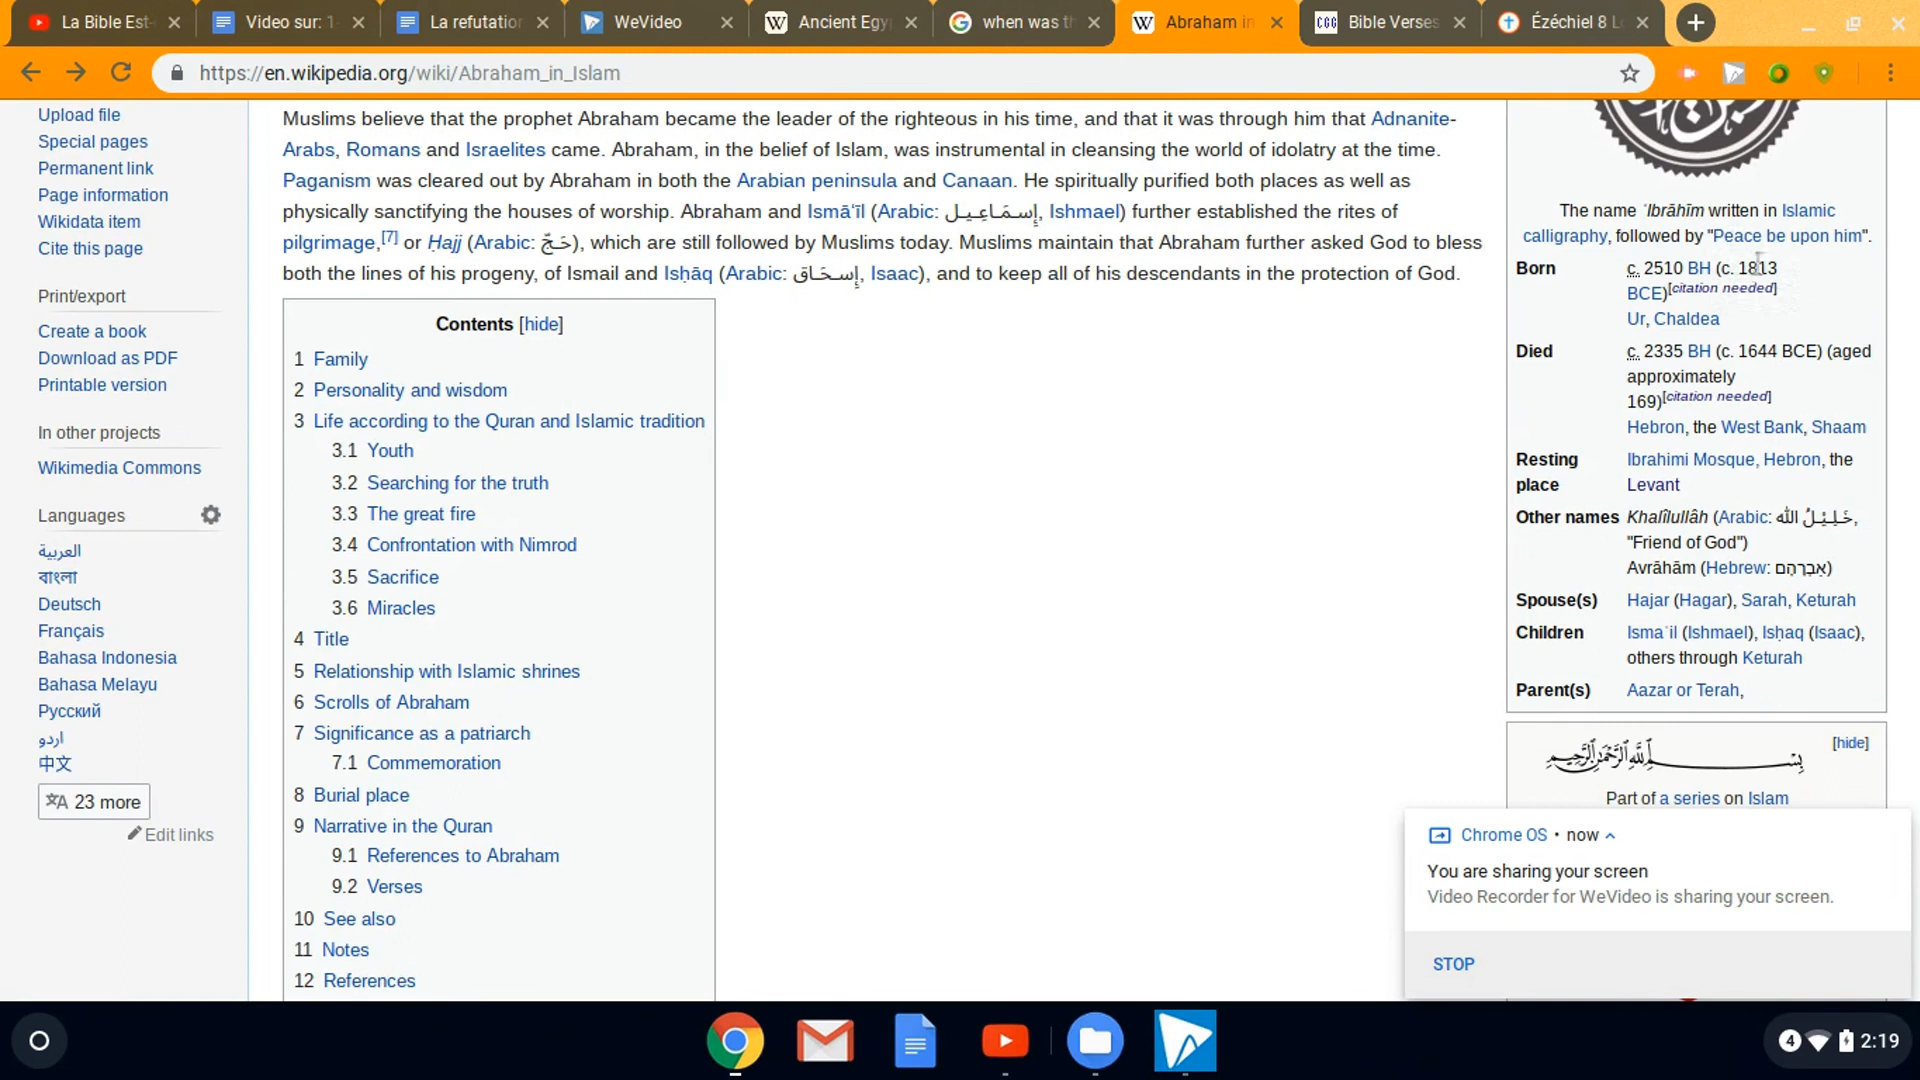 La Bible Est-
Video sur: 1
La refutation
WeVideo
Ancient Egy
when was th
Abraham in
Bible Verses
Ézéchiel 8 L
https://en.wikipedia.org/wiki/Abraham_in_Islam
Upload file
Special pages
Permanent link
Page information
Wikidata item
Cite this page
Print/export
Create a book
Download as PDF
Printable version
In other projects
Wikimedia Commons
Languages
العربية
বাংলা
Deutsch
Français
Bahasa Indonesia
Bahasa Melayu
Русский
اردو
中文
23 more
Edit links
Muslims believe that the prophet Abraham became the leader of the righteous in his time, and that it was through him that Adnanite-
Arabs, Romans and Israelites came. Abraham, in the belief of Islam, was instrumental in cleansing the world of idolatry at the time.
Paganism was cleared out by Abraham in both the Arabian peninsula and Canaan. He spiritually purified both places as well as
physically sanctifying the houses of worship. Abraham and Ismā‘īl (Arabic: إِسـمَـاعِـيـل, Ishmael) further established the rites of
pilgrimage,[7] or Ḥajj (Arabic: حَـجّ), which are still followed by Muslims today. Muslims maintain that Abraham further asked God to bless
both the lines of his progeny, of Ismail and Isḥāq (Arabic: إِسـحَـاق, Isaac), and to keep all of his descendants in the protection of God.
Contents [hide]
1 Family
2 Personality and wisdom
3 Life according to the Quran and Islamic tradition
3.1 Youth
3.2 Searching for the truth
3.3 The great fire
3.4 Confrontation with Nimrod
3.5 Sacrifice
3.6 Miracles
4 Title
5 Relationship with Islamic shrines
6 Scrolls of Abraham
7 Significance as a patriarch
7.1 Commemoration
8 Burial place
9 Narrative in the Quran
9.1 References to Abraham
9.2 Verses
10 See also
11 Notes
12 References
The name ʾIbrāhīm written in Islamic
calligraphy, followed by "Peace be upon him".
Born c. 2510 BH (c. 1813
BCE)[citation needed]
Ur, Chaldea
Died c. 2335 BH (c. 1644 BCE) (aged
approximately
169)[citation needed]
Hebron, the West Bank, Shaam
Resting place Ibrahimi Mosque, Hebron, the
Levant
Other names Khalîlullâh (Arabic: خَـلِـيْـلُ الله,
"Friend of God")
Avrāhām (Hebrew: אַבְרָהָם)
Spouse(s) Hajar (Hagar), Sarah, Keturah
Children Ismaʿil (Ishmael), Isḥaq (Isaac),
others through Keturah
Parent(s) Aazar or Terah,
[hide]
بِسْمِ ٱللَّٰهِ ٱلرَّحْمَٰنِ ٱلرَّحِيمِ
Part of a series on Islam
Chrome OS • now
You are sharing your screen
Video Recorder for WeVideo is sharing your screen.
STOP
4 2:19